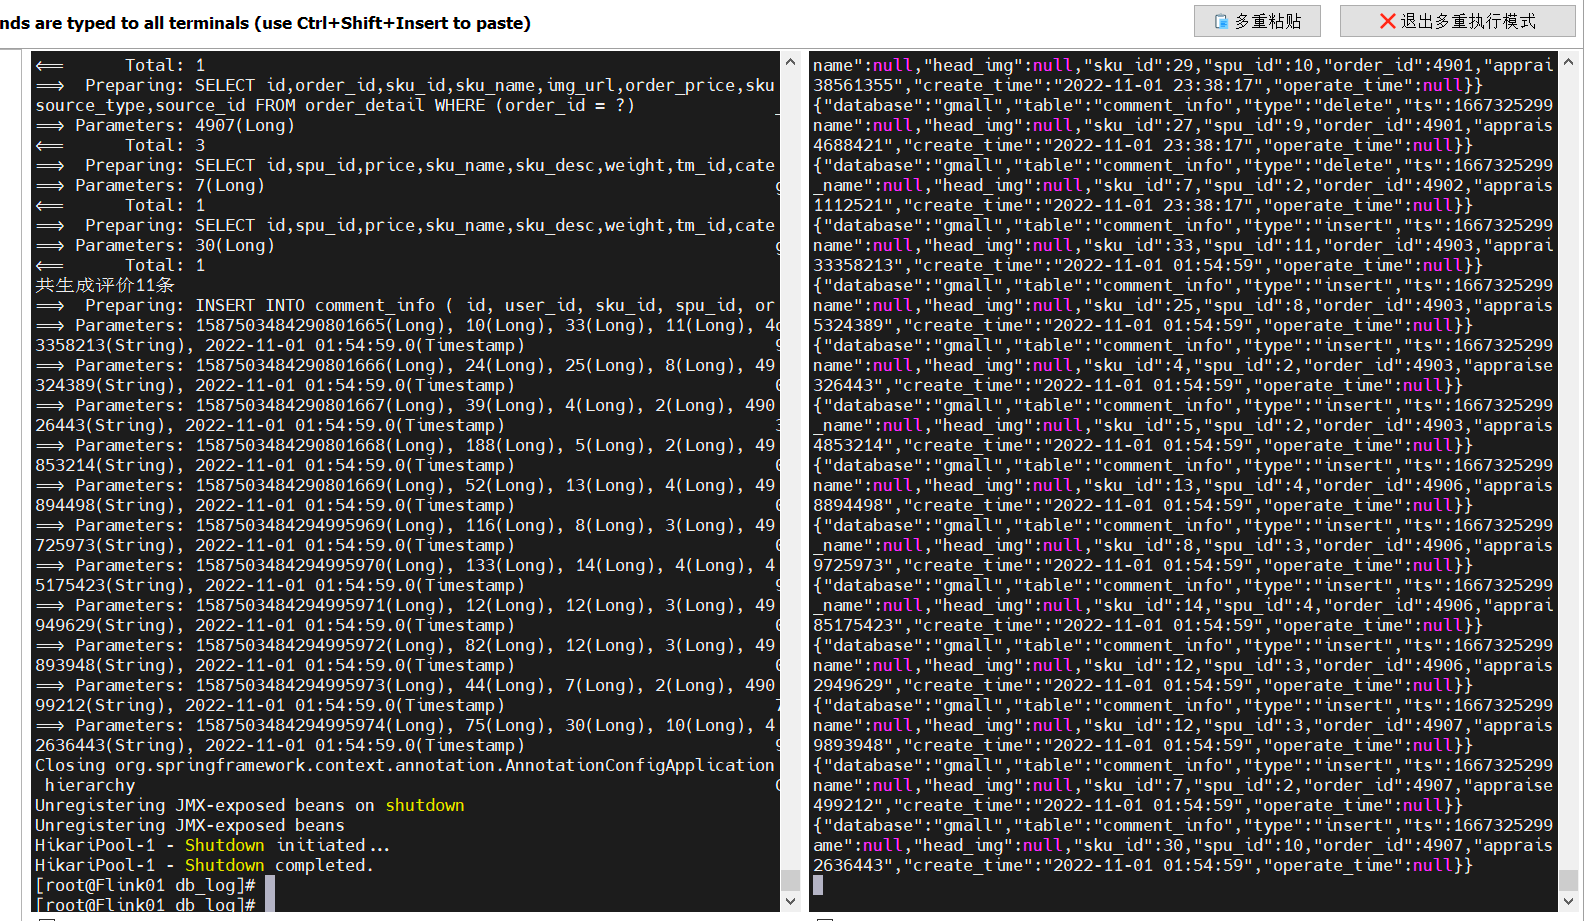 nds are typed to all terminals (use Ctrl+Shift+Insert to paste)
多重粘贴
退出多重执行模式
<==      Total: 1
==>  Preparing: SELECT id,order_id,sku_id,sku_name,img_url,order_price,sku
source_type,source_id FROM order_detail WHERE (order_id = ?)
==> Parameters: 4907(Long)
<==      Total: 3
==>  Preparing: SELECT id,spu_id,price,sku_name,sku_desc,weight,tm_id,cate
==> Parameters: 7(Long)
<==      Total: 1
==>  Preparing: SELECT id,spu_id,price,sku_name,sku_desc,weight,tm_id,cate
==> Parameters: 30(Long)
<==      Total: 1
共生成评价11条
==>  Preparing: INSERT INTO comment_info ( id, user_id, sku_id, spu_id, or
==> Parameters: 1587503484290801665(Long), 10(Long), 33(Long), 11(Long), 4
3358213(String), 2022-11-01 01:54:59.0(Timestamp)
==> Parameters: 1587503484290801666(Long), 24(Long), 25(Long), 8(Long), 49
324389(String), 2022-11-01 01:54:59.0(Timestamp)
==> Parameters: 1587503484290801667(Long), 39(Long), 4(Long), 2(Long), 490
26443(String), 2022-11-01 01:54:59.0(Timestamp)
==> Parameters: 1587503484290801668(Long), 188(Long), 5(Long), 2(Long), 49
853214(String), 2022-11-01 01:54:59.0(Timestamp)
==> Parameters: 1587503484290801669(Long), 52(Long), 13(Long), 4(Long), 49
894498(String), 2022-11-01 01:54:59.0(Timestamp)
==> Parameters: 1587503484294995969(Long), 116(Long), 8(Long), 3(Long), 49
725973(String), 2022-11-01 01:54:59.0(Timestamp)
==> Parameters: 1587503484294995970(Long), 133(Long), 14(Long), 4(Long), 4
5175423(String), 2022-11-01 01:54:59.0(Timestamp)
==> Parameters: 1587503484294995971(Long), 12(Long), 12(Long), 3(Long), 49
949629(String), 2022-11-01 01:54:59.0(Timestamp)
==> Parameters: 1587503484294995972(Long), 82(Long), 12(Long), 3(Long), 49
893948(String), 2022-11-01 01:54:59.0(Timestamp)
==> Parameters: 1587503484294995973(Long), 44(Long), 7(Long), 2(Long), 490
99212(String), 2022-11-01 01:54:59.0(Timestamp)
==> Parameters: 1587503484294995974(Long), 75(Long), 30(Long), 10(Long), 4
2636443(String), 2022-11-01 01:54:59.0(Timestamp)
Closing org.springframework.context.annotation.AnnotationConfigApplication
hierarchy
Unregistering JMX-exposed beans on shutdown
Unregistering JMX-exposed beans
HikariPool-1 - Shutdown initiated...
HikariPool-1 - Shutdown completed.
[root@Flink01 db_log]#
[root@Flink01 db_log]#
name":null,"head_img":null,"sku_id":29,"spu_id":10,"order_id":4901,"apprai
38561355","create_time":"2022-11-01 23:38:17","operate_time":null}}
{"database":"gmall","table":"comment_info","type":"delete","ts":1667325299
name":null,"head_img":null,"sku_id":27,"spu_id":9,"order_id":4901,"apprais
4688421","create_time":"2022-11-01 23:38:17","operate_time":null}}
{"database":"gmall","table":"comment_info","type":"delete","ts":1667325299
_name":null,"head_img":null,"sku_id":7,"spu_id":2,"order_id":4902,"apprais
1112521","create_time":"2022-11-01 23:38:17","operate_time":null}}
{"database":"gmall","table":"comment_info","type":"insert","ts":1667325299
name":null,"head_img":null,"sku_id":33,"spu_id":11,"order_id":4903,"apprai
33358213","create_time":"2022-11-01 01:54:59","operate_time":null}}
{"database":"gmall","table":"comment_info","type":"insert","ts":1667325299
name":null,"head_img":null,"sku_id":25,"spu_id":8,"order_id":4903,"apprais
5324389","create_time":"2022-11-01 01:54:59","operate_time":null}}
{"database":"gmall","table":"comment_info","type":"insert","ts":1667325299
name":null,"head_img":null,"sku_id":4,"spu_id":2,"order_id":4903,"appraise
326443","create_time":"2022-11-01 01:54:59","operate_time":null}}
{"database":"gmall","table":"comment_info","type":"insert","ts":1667325299
_name":null,"head_img":null,"sku_id":5,"spu_id":2,"order_id":4903,"apprais
4853214","create_time":"2022-11-01 01:54:59","operate_time":null}}
{"database":"gmall","table":"comment_info","type":"insert","ts":1667325299
name":null,"head_img":null,"sku_id":13,"spu_id":4,"order_id":4906,"apprais
8894498","create_time":"2022-11-01 01:54:59","operate_time":null}}
{"database":"gmall","table":"comment_info","type":"insert","ts":1667325299
_name":null,"head_img":null,"sku_id":8,"spu_id":3,"order_id":4906,"apprais
9725973","create_time":"2022-11-01 01:54:59","operate_time":null}}
{"database":"gmall","table":"comment_info","type":"insert","ts":1667325299
_name":null,"head_img":null,"sku_id":14,"spu_id":4,"order_id":4906,"apprai
85175423","create_time":"2022-11-01 01:54:59","operate_time":null}}
{"database":"gmall","table":"comment_info","type":"insert","ts":1667325299
name":null,"head_img":null,"sku_id":12,"spu_id":3,"order_id":4906,"apprais
2949629","create_time":"2022-11-01 01:54:59","operate_time":null}}
{"database":"gmall","table":"comment_info","type":"insert","ts":1667325299
name":null,"head_img":null,"sku_id":12,"spu_id":3,"order_id":4907,"apprais
9893948","create_time":"2022-11-01 01:54:59","operate_time":null}}
{"database":"gmall","table":"comment_info","type":"insert","ts":1667325299
name":null,"head_img":null,"sku_id":7,"spu_id":2,"order_id":4907,"appraise
499212","create_time":"2022-11-01 01:54:59","operate_time":null}}
{"database":"gmall","table":"comment_info","type":"insert","ts":1667325299
ame":null,"head_img":null,"sku_id":30,"spu_id":10,"order_id":4907,"apprais
2636443","create_time":"2022-11-01 01:54:59","operate_time":null}}